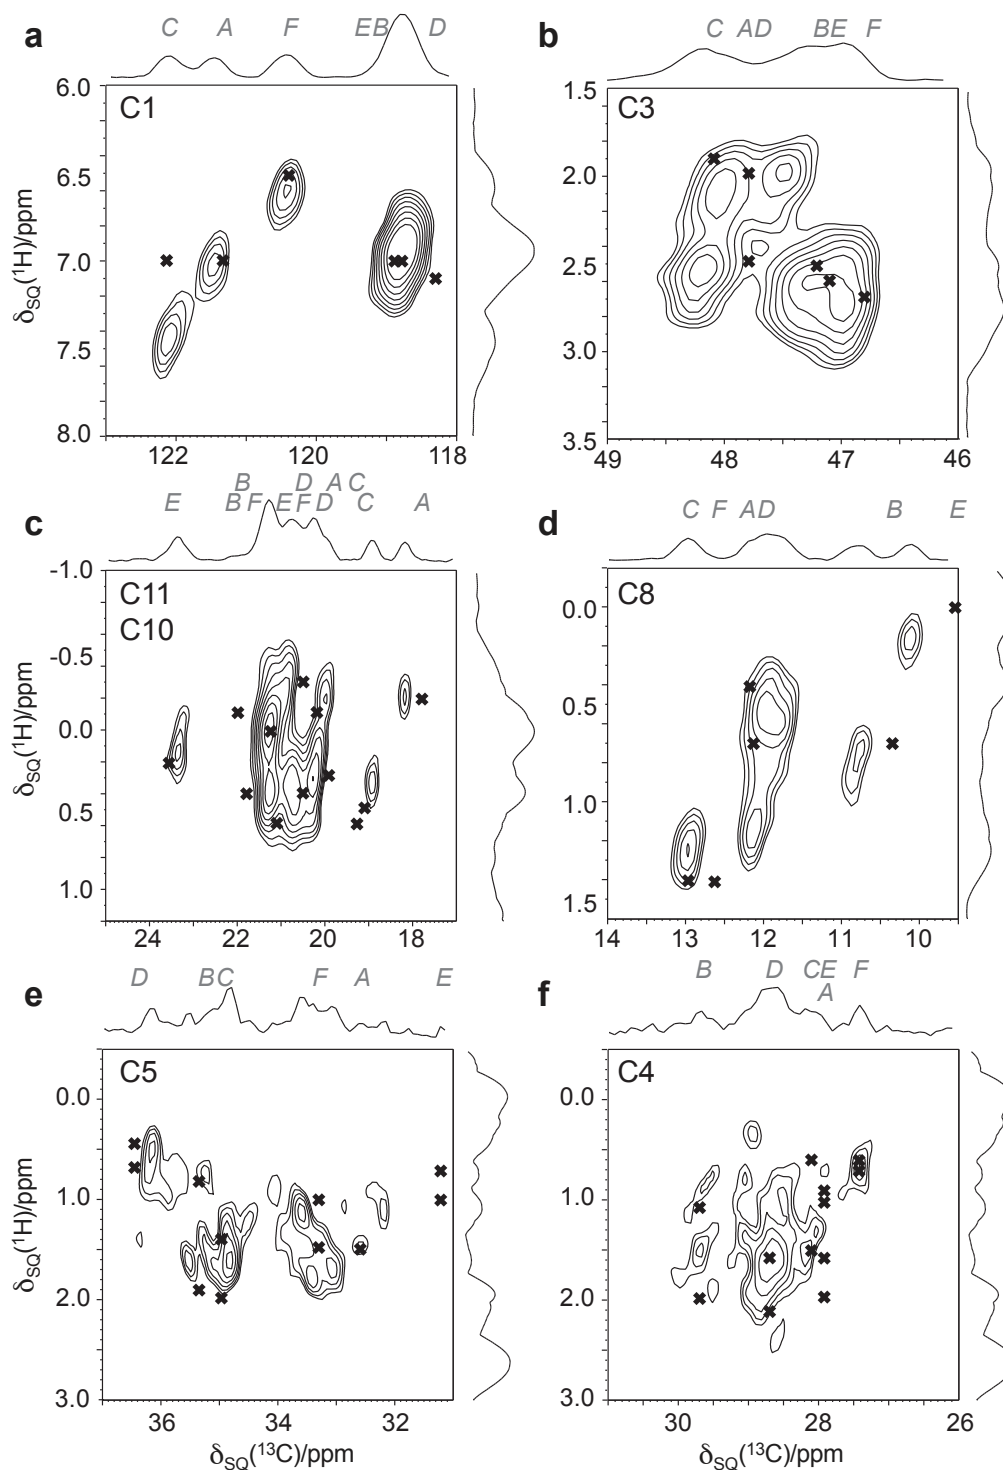 a
C A F EB D
C1
6.0
6.5
7.0
7.5
8.0
122 120 118
δSQ(¹H)/ppm
b
C AD BE F
C3
1.5
2.0
2.5
3.0
3.5
49 48 47 46
c
B D A C
E B F E F D C A
C11
C10
-1.0
-0.5
0.0
0.5
1.0
24 22 20 18
δSQ(¹H)/ppm
d
C F AD B E
C8
0.0
0.5
1.0
1.5
14 13 12 11 10
e
D BC F A E
C5
0.0
1.0
2.0
3.0
36 34 32
δSQ(¹H)/ppm
δSQ(¹³C)/ppm
f
B D CE F
A
C4
0.0
1.0
2.0
3.0
30 28 26
δSQ(¹³C)/ppm